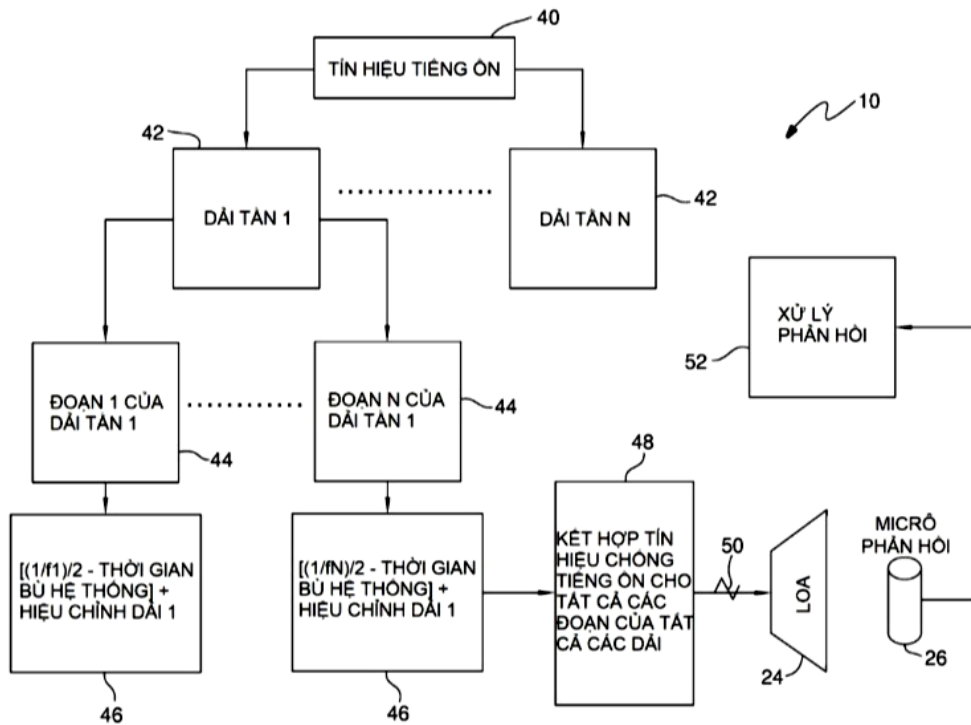 40
TÍN HIỆU TIẾNG ỒN
10
42
DẢI TẦN 1
DẢI TẦN N
42
XỬ LÝ
PHẢN HỒI
52
ĐOẠN 1 CỦA
DẢI TẦN 1
44
ĐOẠN N CỦA
DẢI TẦN 1
44
[(1/f1)/2 - THỜI GIAN
BÙ HỆ THỐNG] +
HIỆU CHỈNH DẢI 1
46
[(1/fN)/2 - THỜI GIAN
BÙ HỆ THỐNG] +
HIỆU CHỈNH DẢI 1
46
48
KẾT HỢP TÍN
HIỆU CHỐNG
TIẾNG ỒN CHO
TẤT CẢ CÁC
ĐOẠN CỦA TẤT
CẢ CÁC DẢI
50
LOA
24
MICRÔ
PHẢN HỒI
26